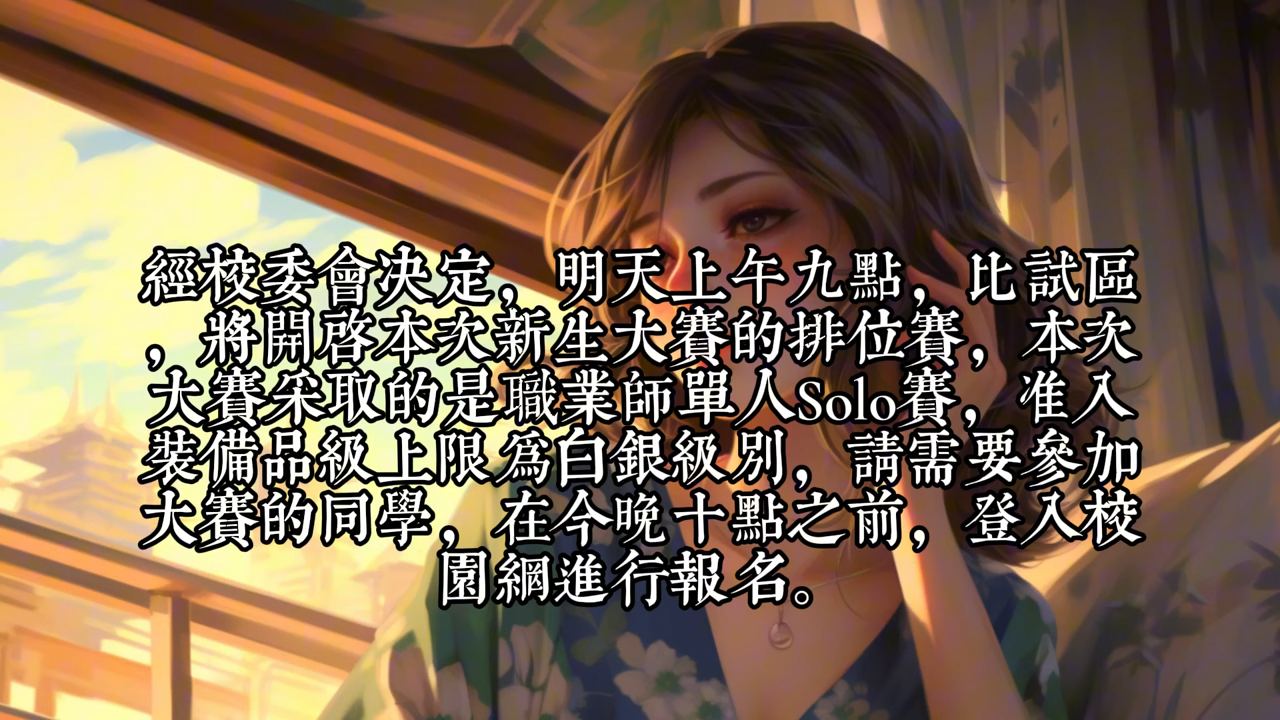 經校委會决定，明天上午九點，比試區
，將開啓本次新生大賽的排位賽，本次
大賽采取的是職業師單人Solo賽，准入
裝備品級上限爲白銀級別，請需要參加
大賽的同學，在今晚十點之前，登入校
園網進行報名。